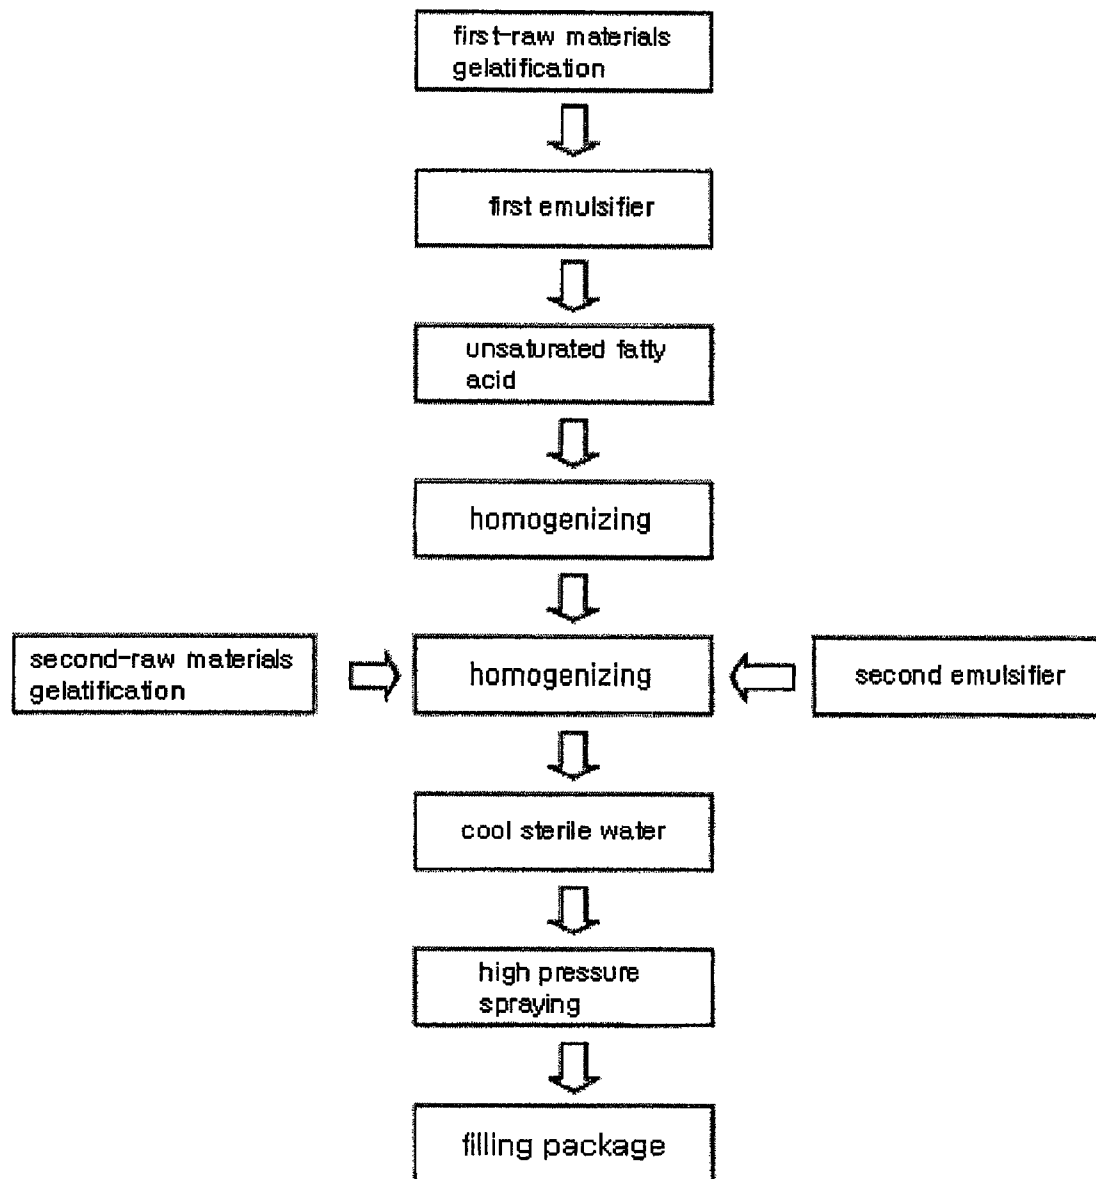 first-raw materials
gelatification
first emulsifier
unsaturated fatty
acid
homogenizing
second-raw materials
gelatification
homogenizing
second emulsifier
cool sterile water
high pressure
spraying
filling package